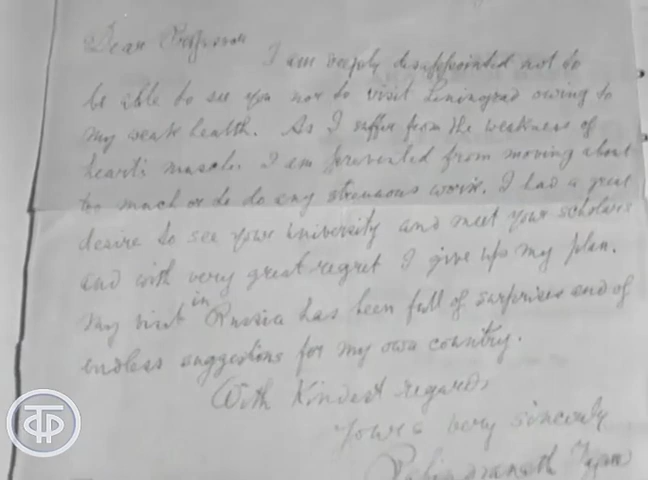 Dear Professor
I am deeply disappointed not to
be able to see you nor to visit Leningrad owing to
my weak health. As I suffer from the weakness of
heart's muscle. I am prevented from moving about
too much or to do any strenuous work. I had a great
desire to see your University and meet your scholars
and with very great regret I give up my plan.
My visit in Russia has been full of surprises and of
endless suggestions for my own country.
With kindest regards
Yours very sincerely
Rabindranath Tagore